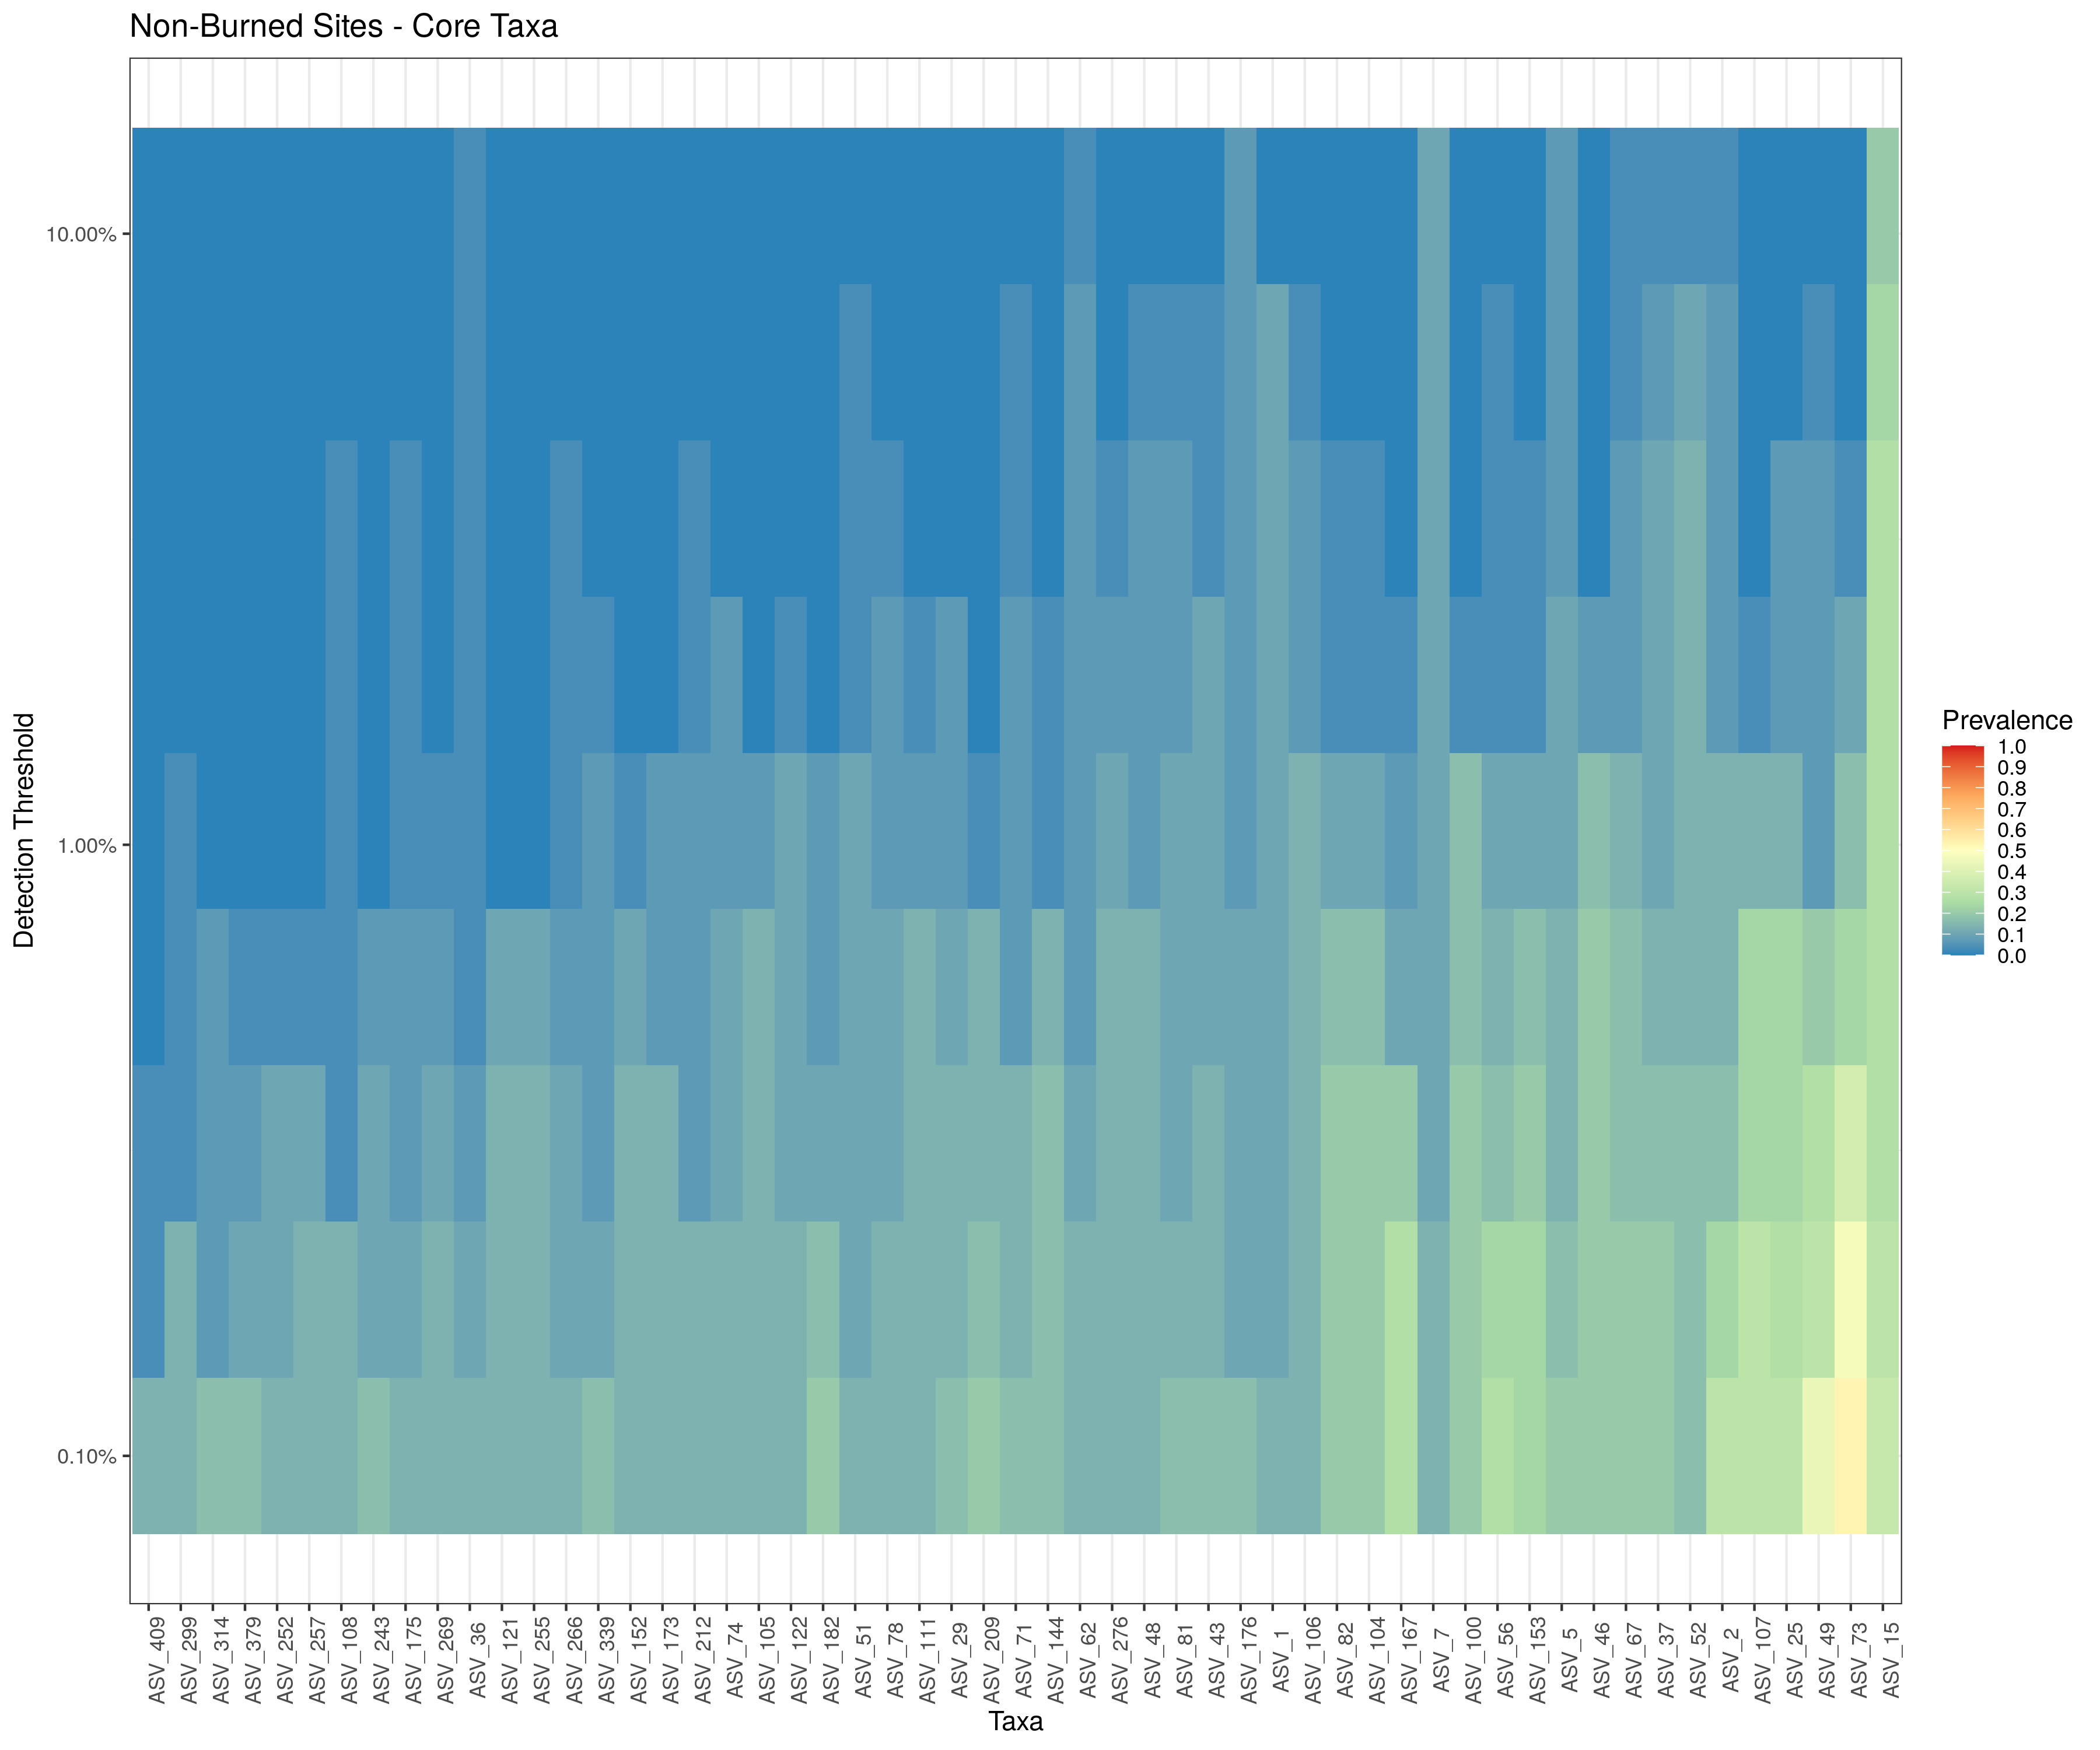 Non-Burned Sites - Core Taxa
Detection Threshold
10.00%
1.00%
0.10%
ASV_409
ASV_299
ASV_314
ASV_379
ASV_252
ASV_257
ASV_108
ASV_243
ASV_175
ASV_269
ASV_36
ASV_121
ASV_255
ASV_266
ASV_339
ASV_152
ASV_173
ASV_212
ASV_74
ASV_105
ASV_122
ASV_182
ASV_51
ASV_78
ASV_111
ASV_29
ASV_209
ASV_71
ASV_144
ASV_62
ASV_276
ASV_48
ASV_81
ASV_43
ASV_176
ASV_1
ASV_106
ASV_82
ASV_104
ASV_167
ASV_7
ASV_100
ASV_56
ASV_153
ASV_5
ASV_46
ASV_67
ASV_37
ASV_52
ASV_2
ASV_107
ASV_25
ASV_49
ASV_73
ASV_15
Taxa
Prevalence
1.0
0.9
0.8
0.7
0.6
0.5
0.4
0.3
0.2
0.1
0.0